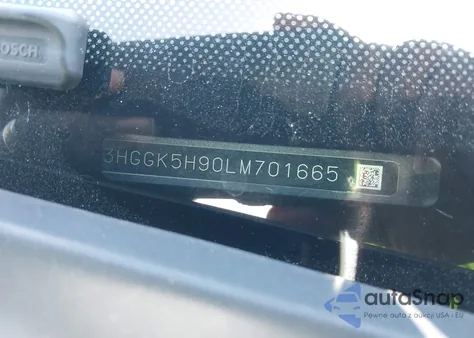 BOSCH
3HGGK5H90LM701665
autoSnap
Pewne auta z aukcji USA i EU